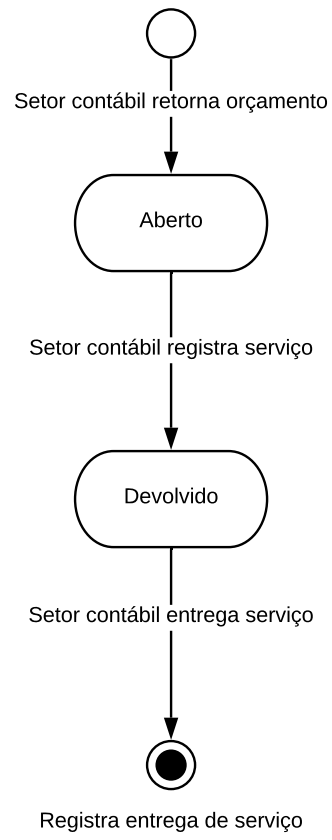 Setor contábil retorna orçamento
Aberto
Setor contábil registra serviço
Devolvido
Setor contábil entrega serviço
Registra entrega de serviço